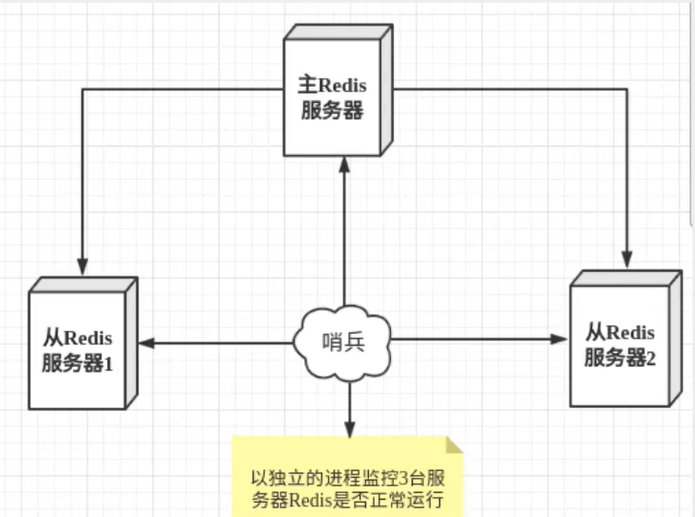 主Redis
服务器
从Redis
服务器1
哨兵
从Redis
服务器2
以独立的进程监控3台服
务器Redis是否正常运行